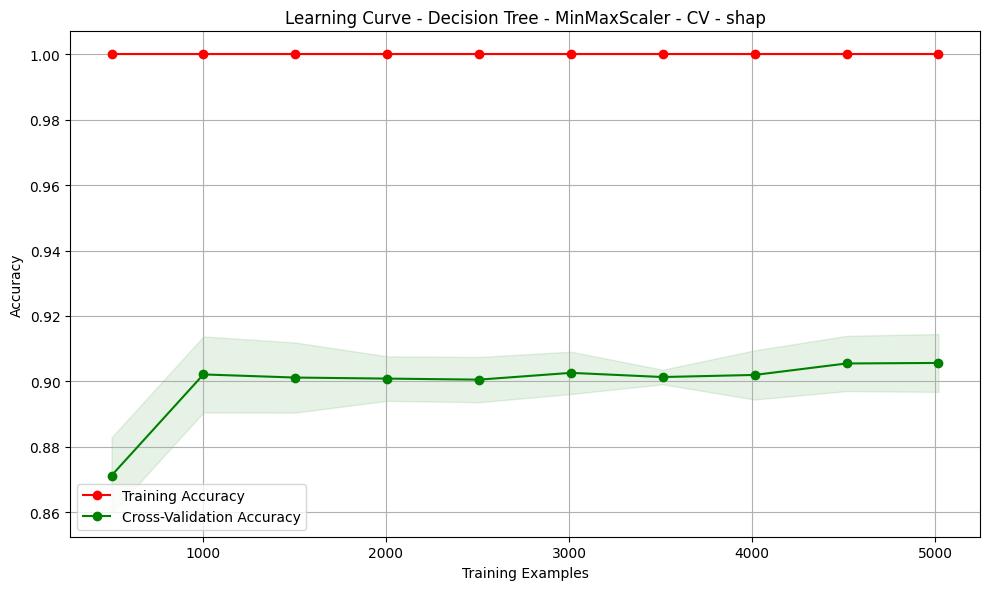 Learning Curve - Decision Tree - MinMaxScaler - CV - shap
Accuracy
1.00
0.98
0.96
0.94
0.92
0.90
0.88
0.86
Training Accuracy
Cross-Validation Accuracy
1000 2000 3000 4000 5000
Training Examples